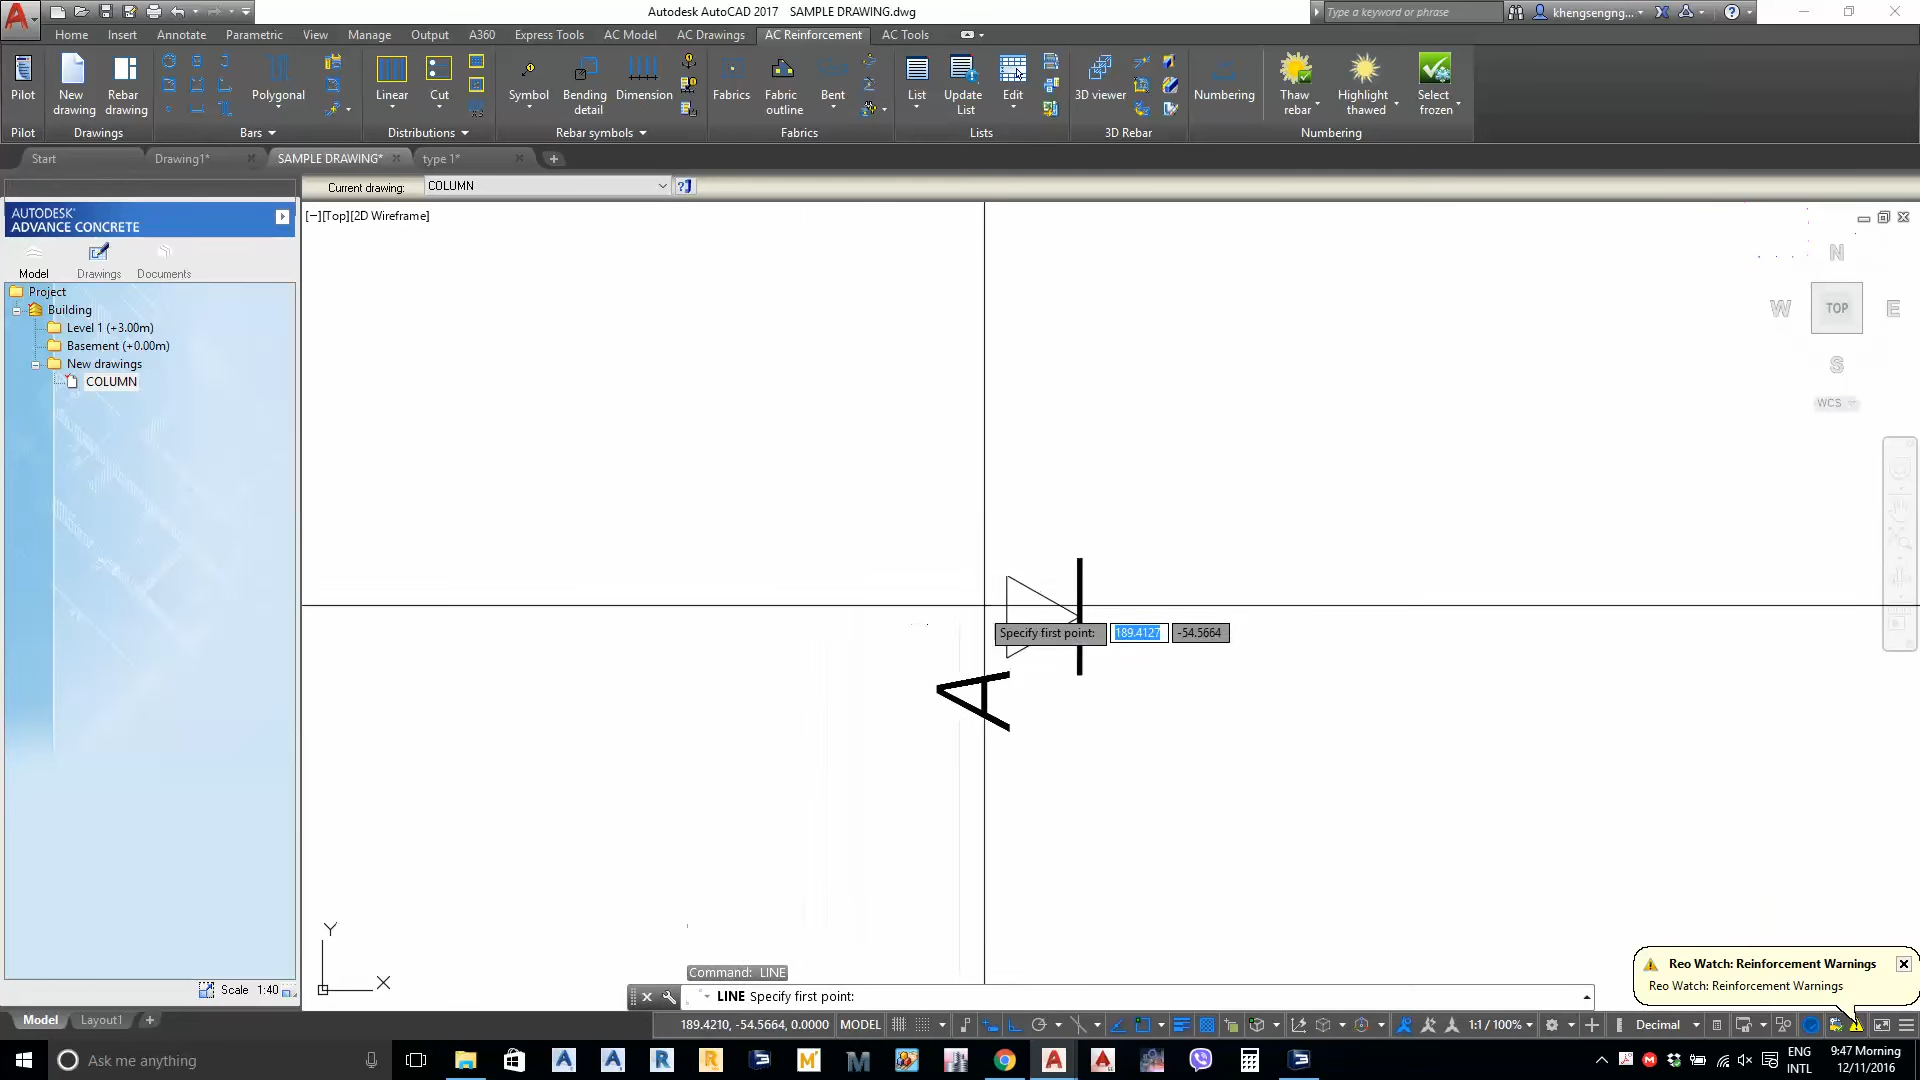 Autodesk AutoCAD 2017 SAMPLE DRAWING.dwg
Type a keyword or phrase
khengsengng...
Home Insert Annotate Parametric View Manage Output A360 Express Tools AC Model AC Drawings AC Reinforcement AC Tools
Pilot
New drawing
Rebar drawing
Polygonal
Linear
Cut
Symbol
Bending detail
Dimension
Fabrics
Fabric outline
Bent
List
Update List
Edit
3D viewer
Numbering
Thaw rebar
Highlight thawed
Select frozen
Pilot Drawings Bars Distributions Rebar symbols Fabrics Lists 3D Rebar Numbering
Start Drawing1* SAMPLE DRAWING* type 1*
Current drawing: COLUMN
[−][Top][2D Wireframe]
AUTODESK®
ADVANCE CONCRETE
Model Drawings Documents
Project
Building
Level 1 (+3.00m)
Basement (+0.00m)
New drawings
COLUMN
N
W TOP E
S
WCS
Specify first point: 189.4127 -54.5664
A
Y
X
Command: LINE
LINE Specify first point:
Scale 1:40
Reo Watch: Reinforcement Warnings
Reo Watch: Reinforcement Warnings
Model Layout1
189.4210, -54.5664, 0.0000 MODEL 1:1 / 100% Decimal
Ask me anything
ENG
INTL
9:47 Morning
12/11/2016